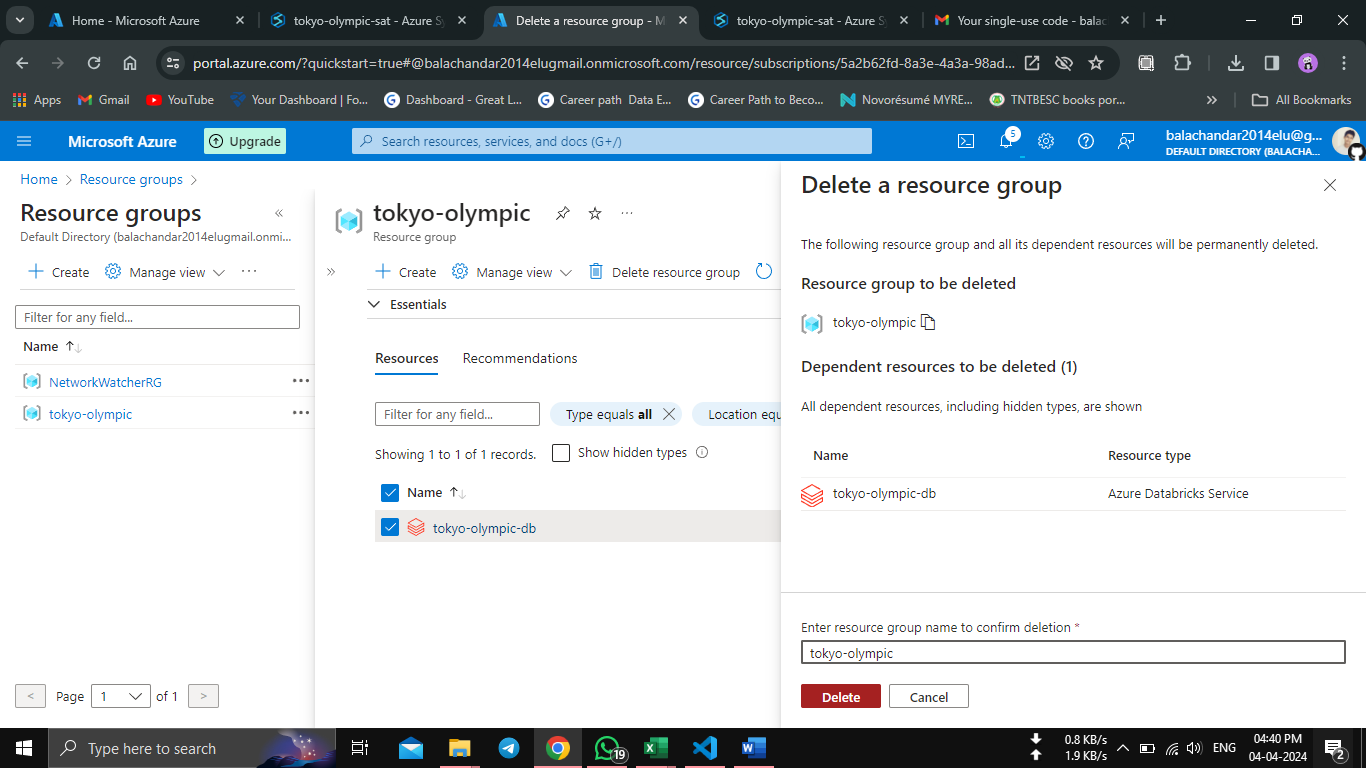 Home - Microsoft Azure
tokyo-olympic-sat - Azure Sy
Delete a resource group - M
tokyo-olympic-sat - Azure Sy
Your single-use code - balac
portal.azure.com/?quickstart=true#@balachandar2014elugmail.onmicrosoft.com/resource/subscriptions/5a2b62fd-8a3e-4a3a-98ad...
Apps
Gmail
YouTube
Your Dashboard | Fo...
Dashboard - Great L...
Career path Data E...
Career Path to Beco...
Novorésumé MYRE...
TNTBESC books por...
»
All Bookmarks
Microsoft Azure
Upgrade
Search resources, services, and docs (G+/)
5
balachandar2014elu@g...
DEFAULT DIRECTORY (BALACHA...
Home > Resource groups >
Resource groups
Default Directory (balachandar2014elugmail.onmi...
Create
Manage view
Filter for any field...
Name
NetworkWatcherRG
tokyo-olympic
< Page 1 of 1 >
tokyo-olympic
Resource group
Create
Manage view
Delete resource group
Essentials
Resources
Recommendations
Filter for any field...
Type equals all
Location equ
Showing 1 to 1 of 1 records.
Show hidden types
Name
tokyo-olympic-db
Delete a resource group
The following resource group and all its dependent resources will be permanently deleted.
Resource group to be deleted
tokyo-olympic
Dependent resources to be deleted (1)
All dependent resources, including hidden types, are shown
Name Resource type
tokyo-olympic-db Azure Databricks Service
Enter resource group name to confirm deletion *
tokyo-olympic
Delete
Cancel
Type here to search
19
0.8 KB/s
1.9 KB/s
ENG
04:40 PM
04-04-2024
2